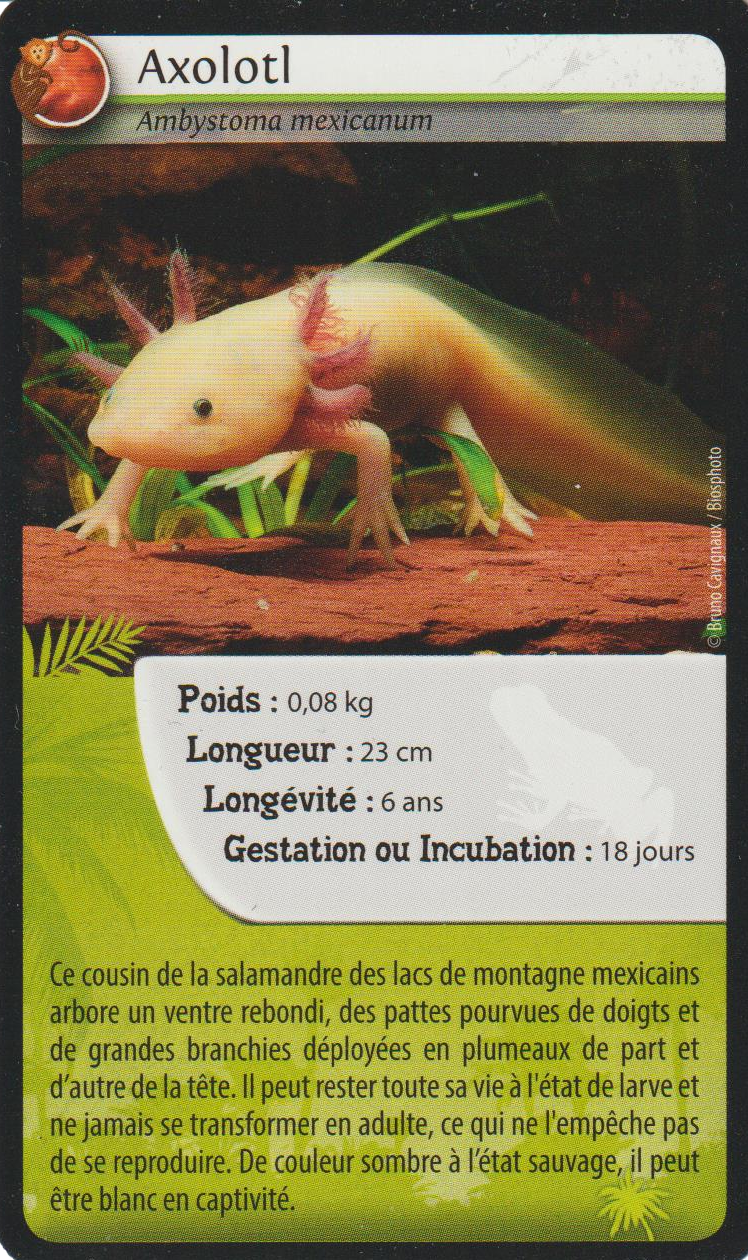 Axolotl
Ambystoma mexicanum
© Bruno Cavignaux / Biosphoto
Poids : 0,08 kg
Longueur : 23 cm
Longévité : 6 ans
Gestation ou Incubation : 18 jours
Ce cousin de la salamandre des lacs de montagne mexicains
arbore un ventre rebondi, des pattes pourvues de doigts et
de grandes branchies déployées en plumeaux de part et
d'autre de la tête. Il peut rester toute sa vie à l'état de larve et
ne jamais se transformer en adulte, ce qui ne l'empêche pas
de se reproduire. De couleur sombre à l'état sauvage, il peut
être blanc en captivité.